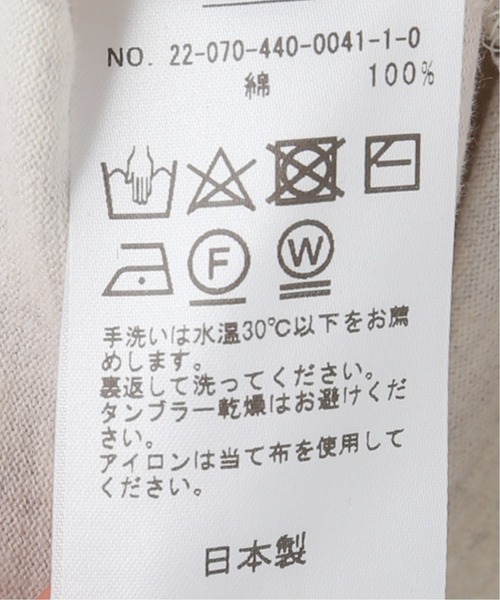 NO. 22-070-440-0041-1-0
綿 100%
F W
手洗いは水温30℃以下をお薦
めします。
裏返して洗ってください。
タンブラー乾燥はお避けくだ
さい。
アイロンは当て布を使用して
ください。
日本製